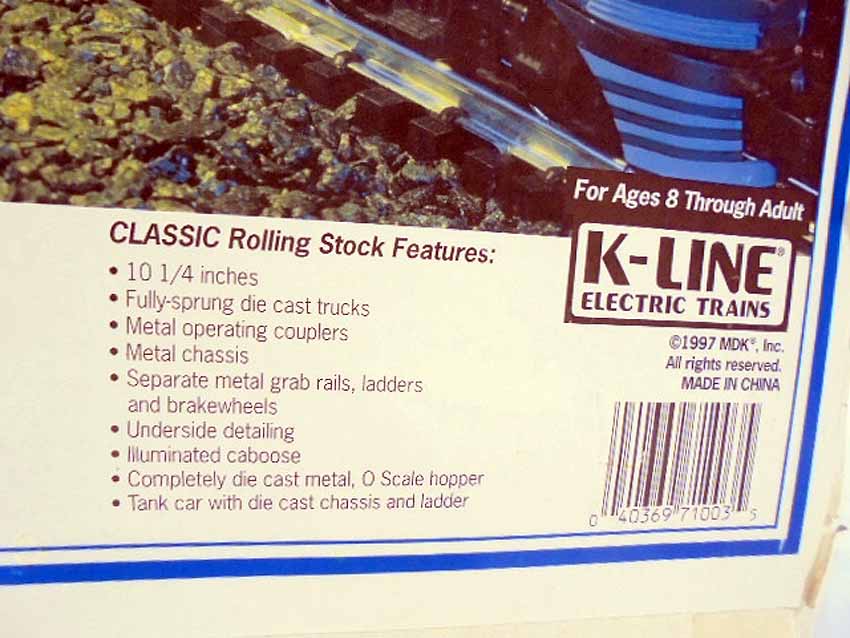 For Ages 8 Through Adult
K-LINE®
ELECTRIC TRAINS
©1997 MDK®, Inc.
All rights reserved.
MADE IN CHINA
CLASSIC Rolling Stock Features:
• 10 1/4 inches
• Fully-sprung die cast trucks
• Metal operating couplers
• Metal chassis
• Separate metal grab rails, ladders
and brakewheels
• Underside detailing
• Illuminated caboose
• Completely die cast metal, O Scale hopper
• Tank car with die cast chassis and ladder
0 40369 71003 5